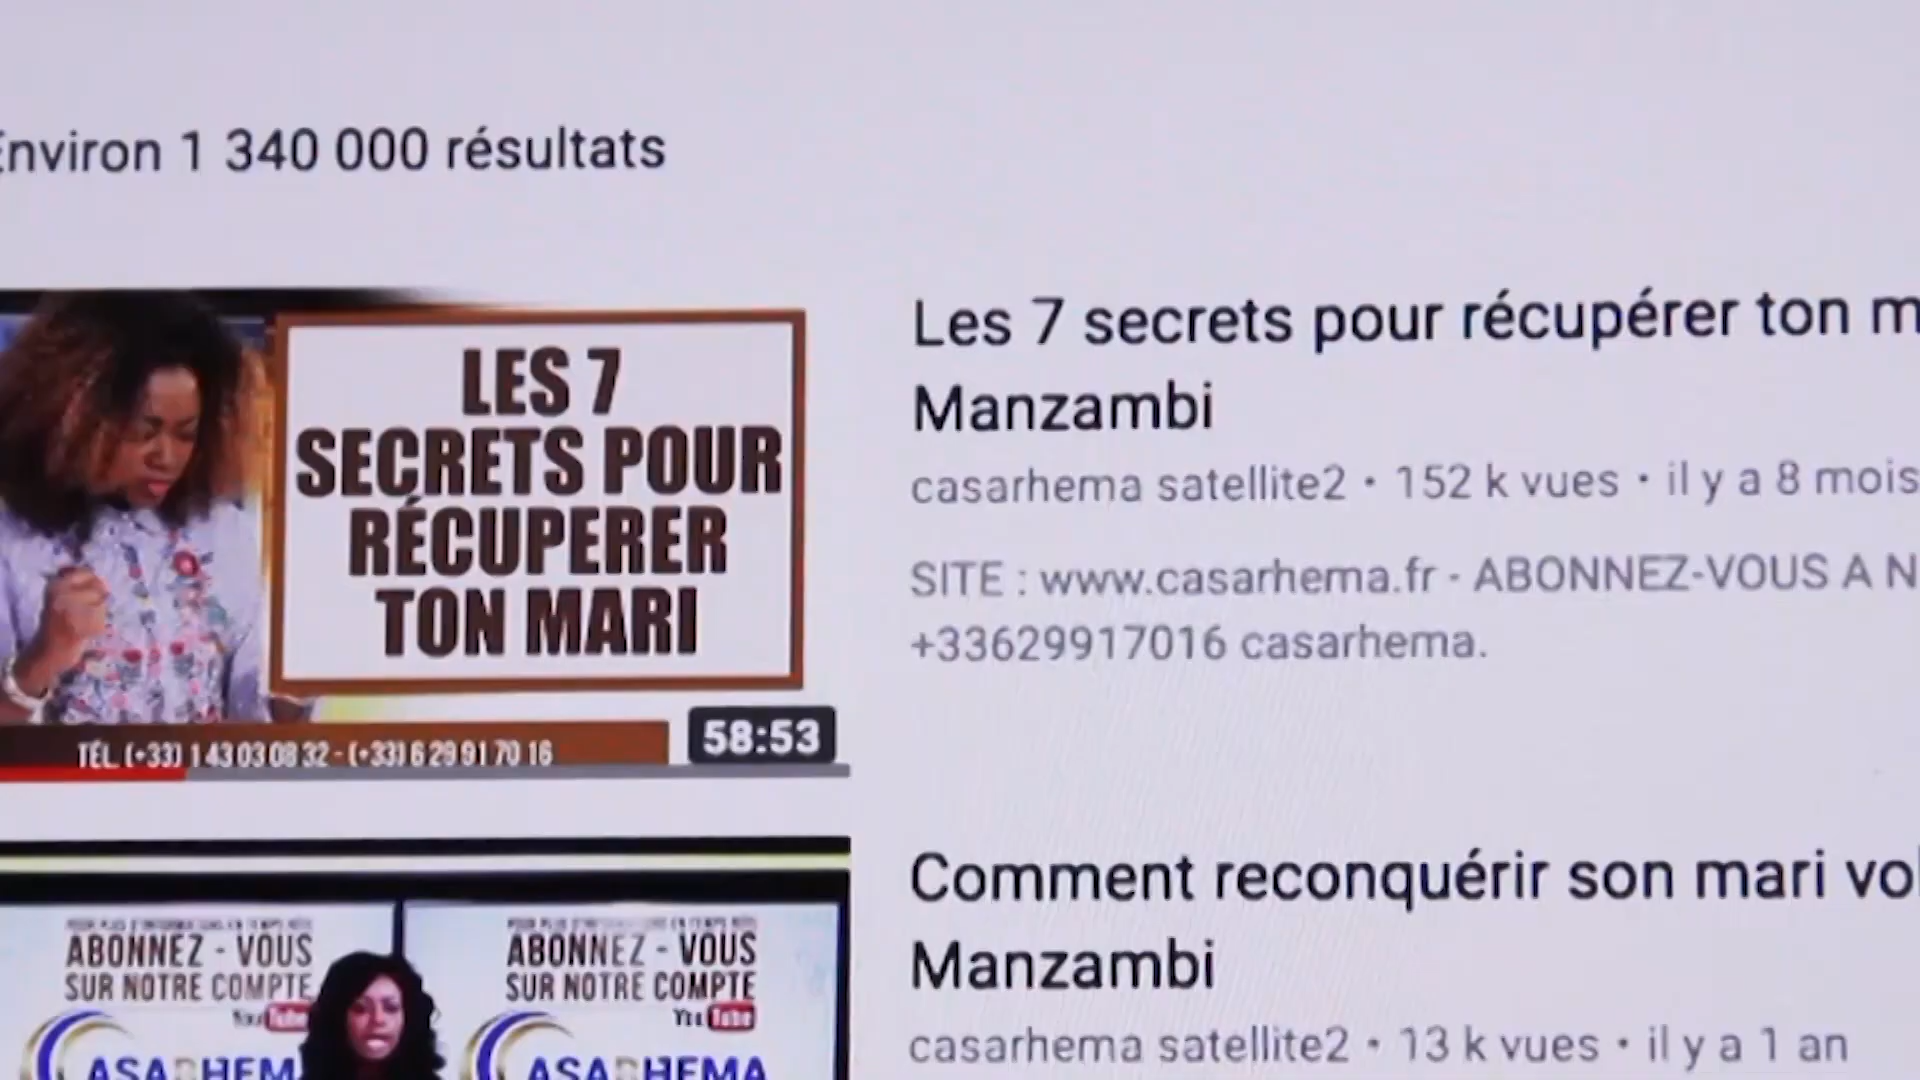 Environ 1 340 000 résultats
LES 7
SECRETS POUR
RÉCUPERER
TON MARI
TÉL. (+33) 1 43 03 08 32 - (+33) 6 29 91 70 16
58:53
Les 7 secrets pour récupérer ton m
Manzambi
casarhema satellite2 • 152 k vues • il y a 8 mois
SITE : www.casarhema.fr - ABONNEZ-VOUS A N
+33629917016 casarhema.
ABONNEZ - VOUS
SUR NOTRE COMPTE
YouTube
ABONNEZ - VOUS
SUR NOTRE COMPTE
YouTube
Comment reconquérir son mari vo
Manzambi
casarhema satellite2 • 13 k vues • il y a 1 an